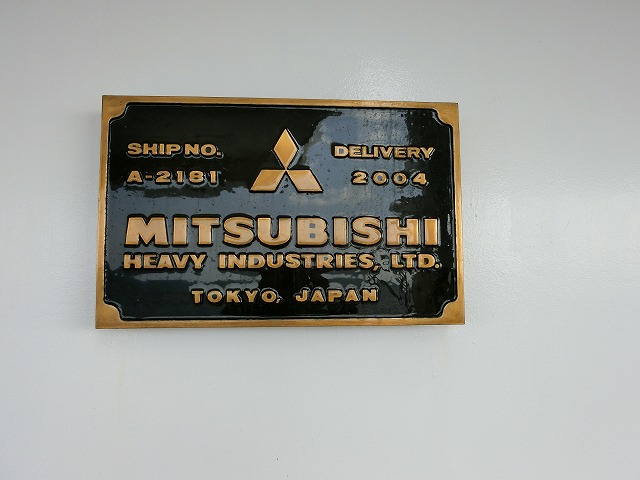 SHIP NO. DELIVERY
A-2181 2004
MITSUBISHI
HEAVY INDUSTRIES, LTD.
TOKYO, JAPAN